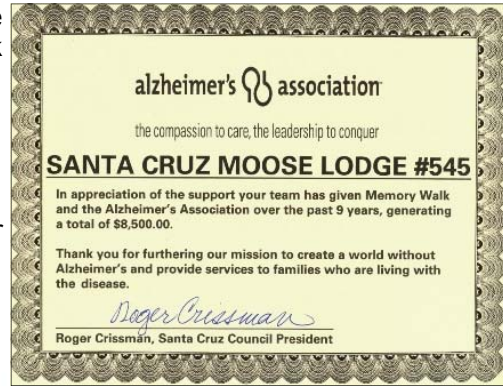 alzheimer's association
the compassion to care, the leadership to conquer
SANTA CRUZ MOOSE LODGE #545
In appreciation of the support your team has given Memory Walk
and the Alzheimer's Association over the past 9 years, generating
a total of $8,500.00.
Thank you for furthering our mission to create a world without
Alzheimer's and provide services to families who are living with
the disease.
Roger Crissman
Roger Crissman, Santa Cruz Council President